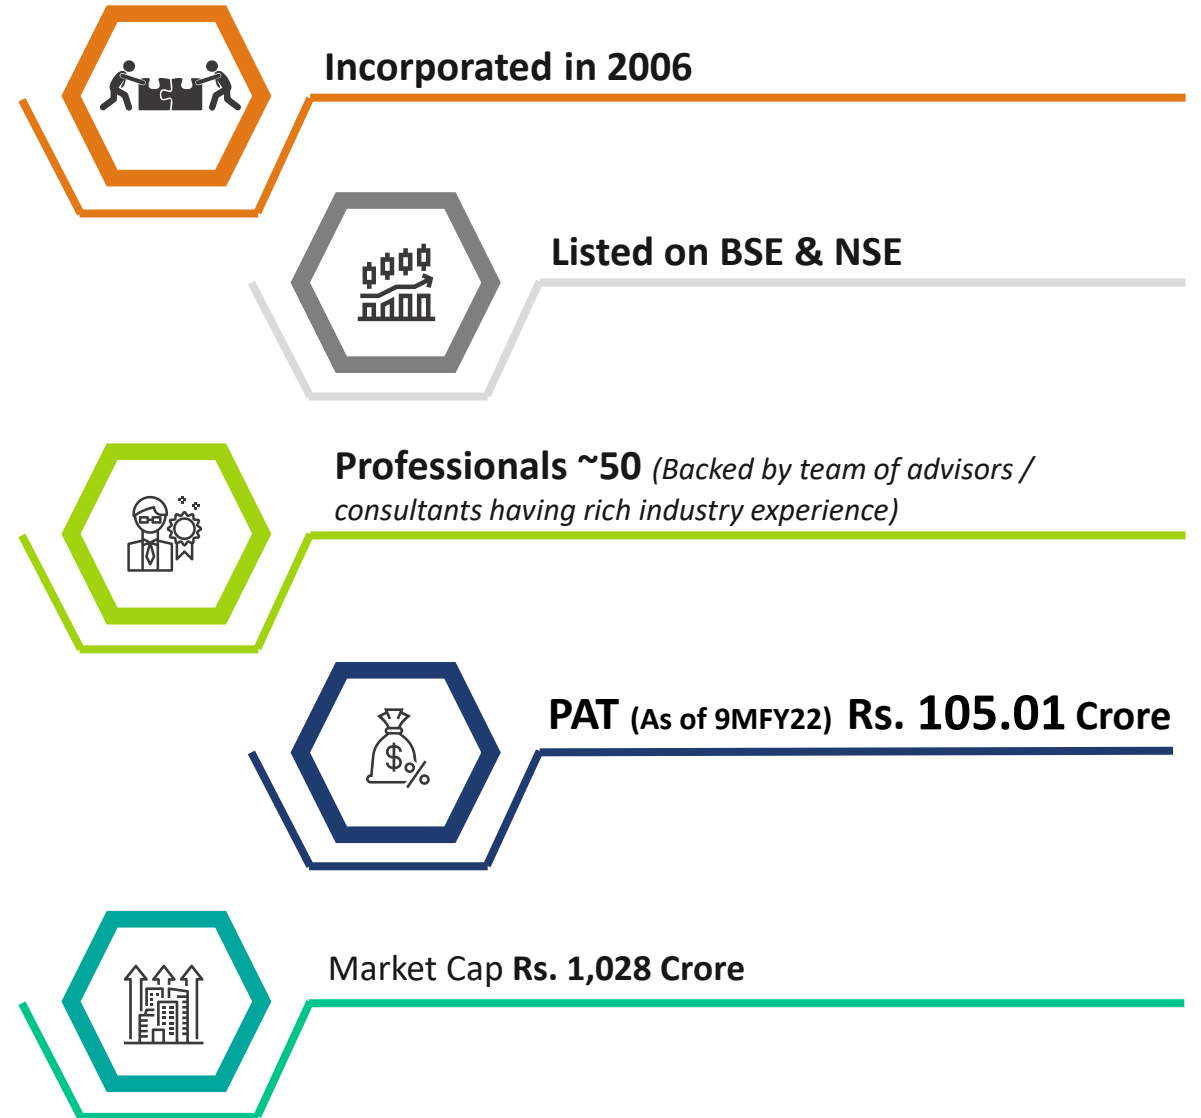 Incorporated in 2006
Listed on BSE & NSE
Professionals ~50 (Backed by team of advisors /
consultants having rich industry experience)
PAT (As of 9MFY22) Rs. 105.01 Crore
Market Cap Rs. 1,028 Crore